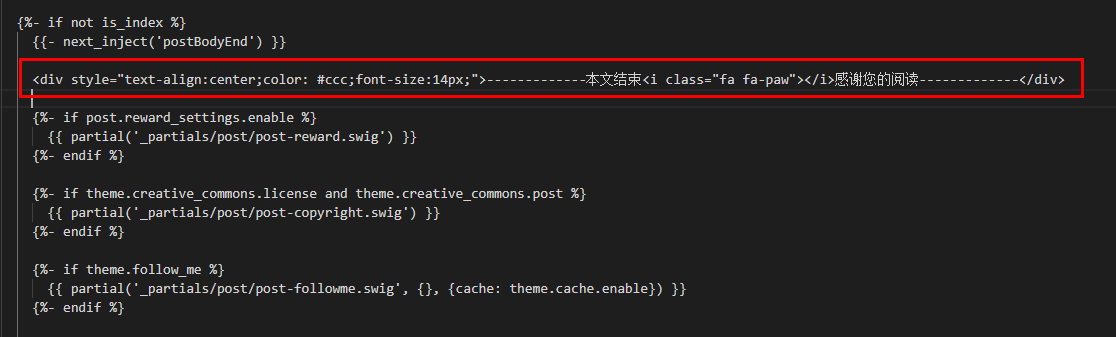 {%- if not is_index %}
{{- next_inject('postBodyEnd') }}
<div style="text-align:center;color: #ccc;font-size:14px;">-------------本文结束<i class="fa fa-paw"></i>感谢您的阅读-------------</div>
{%- if post.reward_settings.enable %}
{{ partial('_partials/post/post-reward.swig') }}
{%- endif %}
{%- if theme.creative_commons.license and theme.creative_commons.post %}
{{ partial('_partials/post/post-copyright.swig') }}
{%- endif %}
{%- if theme.follow_me %}
{{ partial('_partials/post/post-followme.swig', {}, {cache: theme.cache.enable}) }}
{%- endif %}